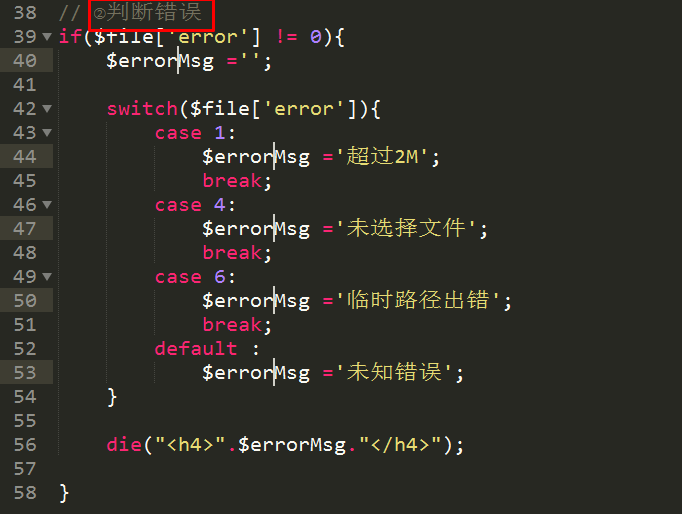 38 // ②判断错误
39 if($file['error'] != 0){
40 $errorMsg ='';
41
42 switch($file['error']){
43 case 1:
44 $errorMsg ='超过2M';
45 break;
46 case 4:
47 $errorMsg ='未选择文件';
48 break;
49 case 6:
50 $errorMsg ='临时路径出错';
51 break;
52 default :
53 $errorMsg ='未知错误';
54 }
55
56 die("<h4>".$errorMsg."</h4>");
57
58 }